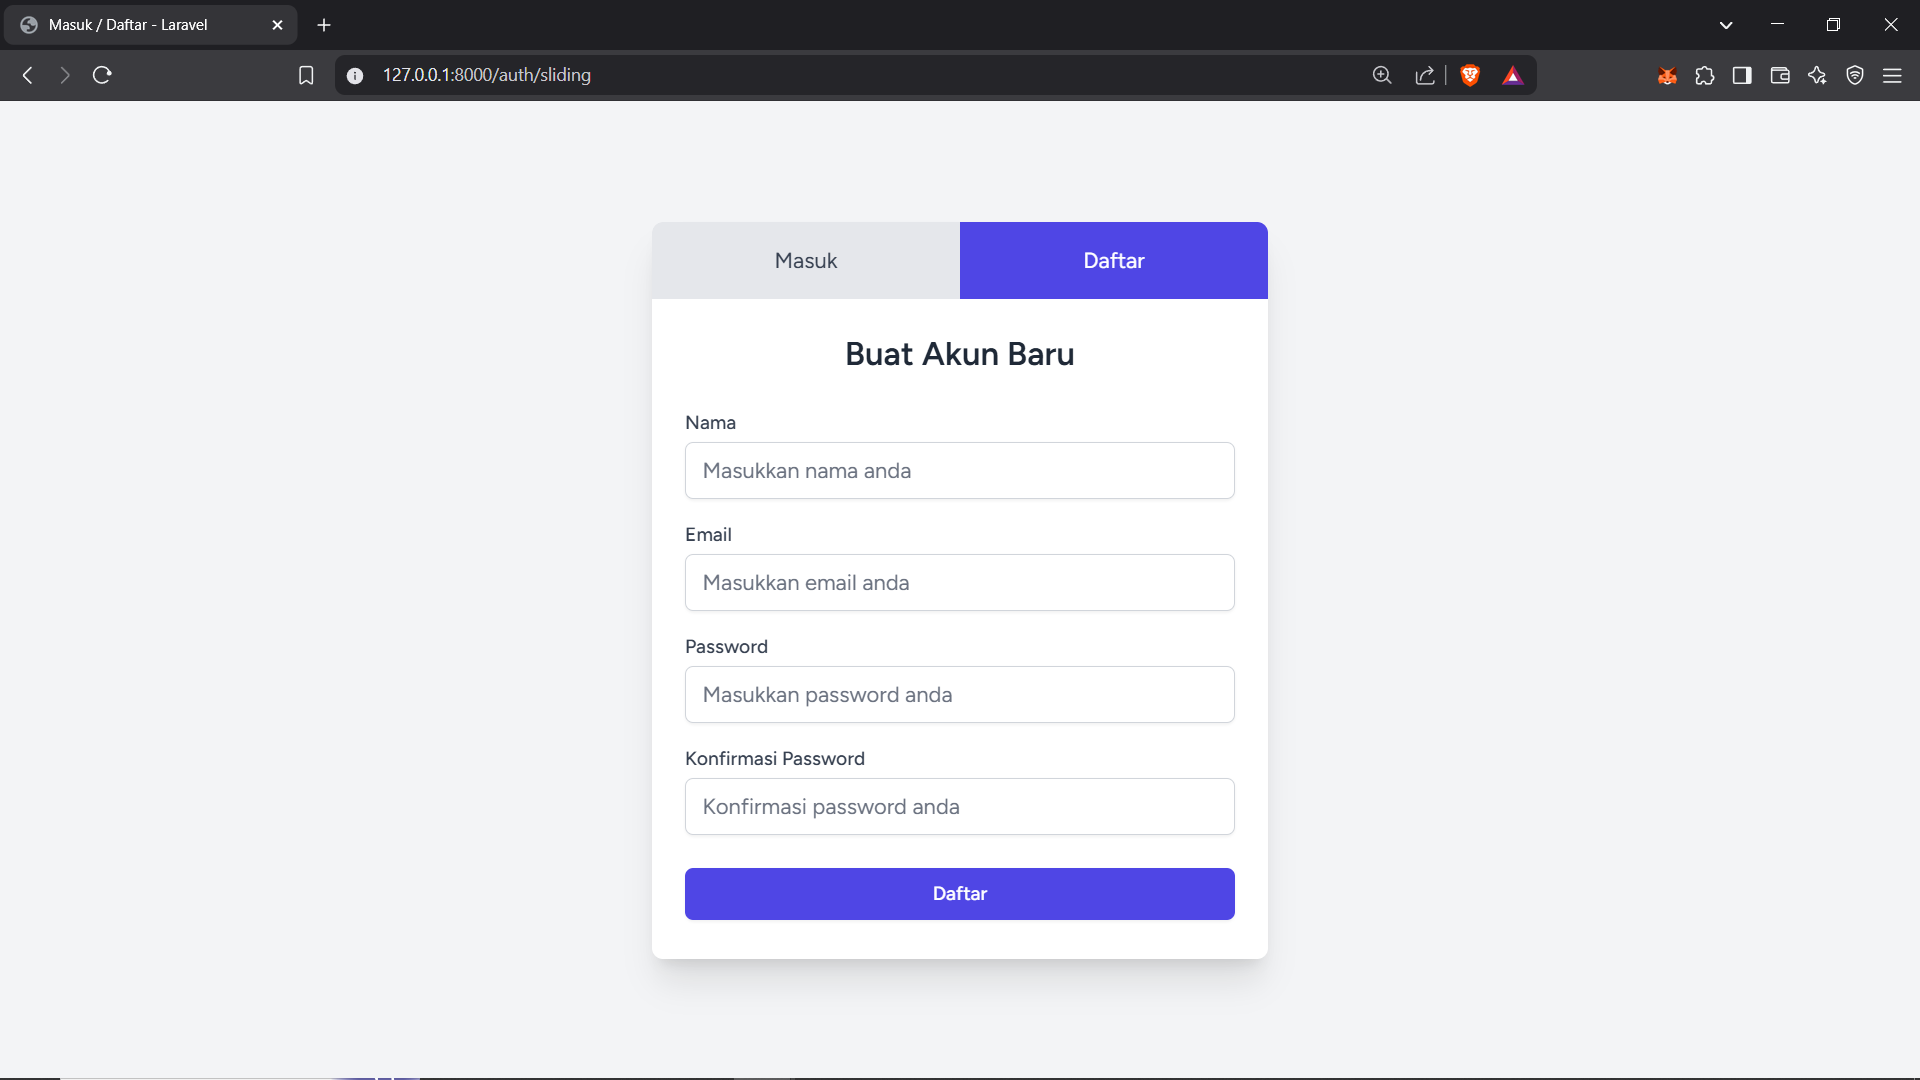 Masuk / Daftar - Laravel
127.0.0.1:8000/auth/sliding
Masuk
Daftar
Buat Akun Baru
Nama
Masukkan nama anda
Email
Masukkan email anda
Password
Masukkan password anda
Konfirmasi Password
Konfirmasi password anda
Daftar